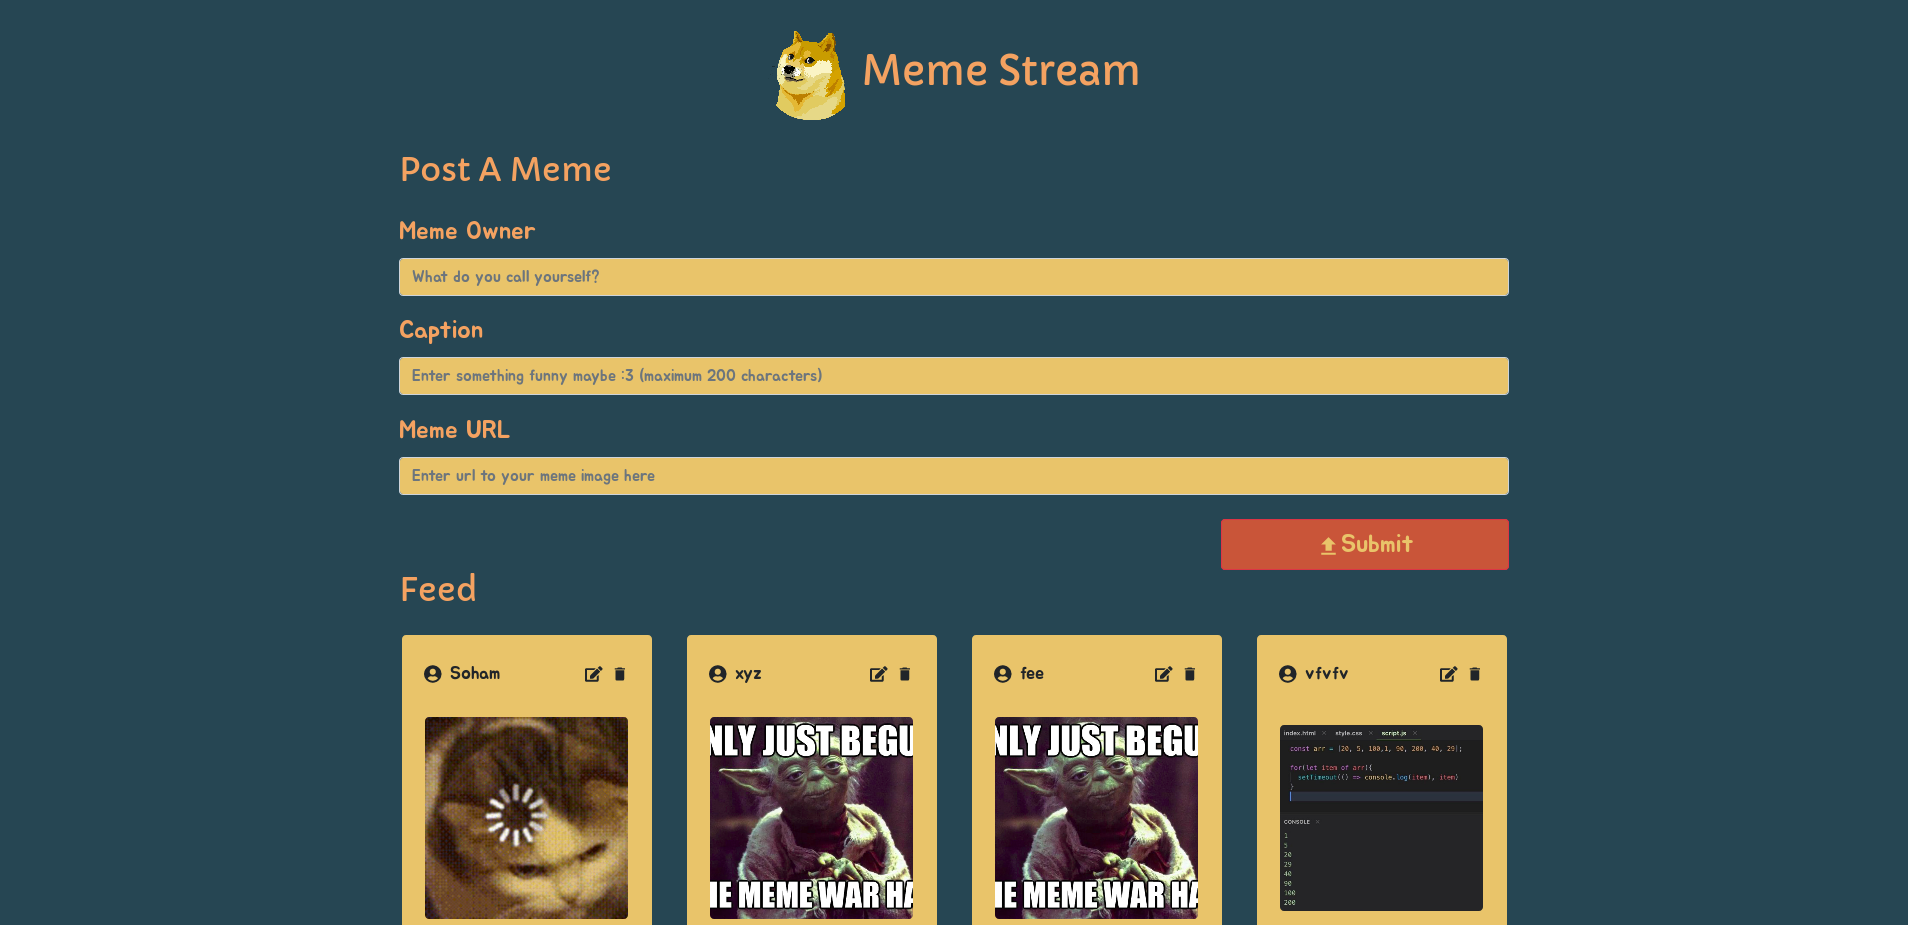 Meme Stream
Post A Meme
Meme Owner
What do you call yourself?
Caption
Enter something funny maybe :3 (maximum 200 characters)
Meme URL
Enter url to your meme image here
Submit
Feed
Soham
xyz
fee
vfvfv
NLY JUST BEGU
IE MEME WAR HA
NLY JUST BEGU
IE MEME WAR HA
index.html × style.css × script.js ×
const arr = [20, 5, 100,1, 90, 200, 40, 29];
for(let item of arr){
setTimeout(() => console.log(item), item)
}
CONSOLE ×
1
5
20
29
40
90
100
200